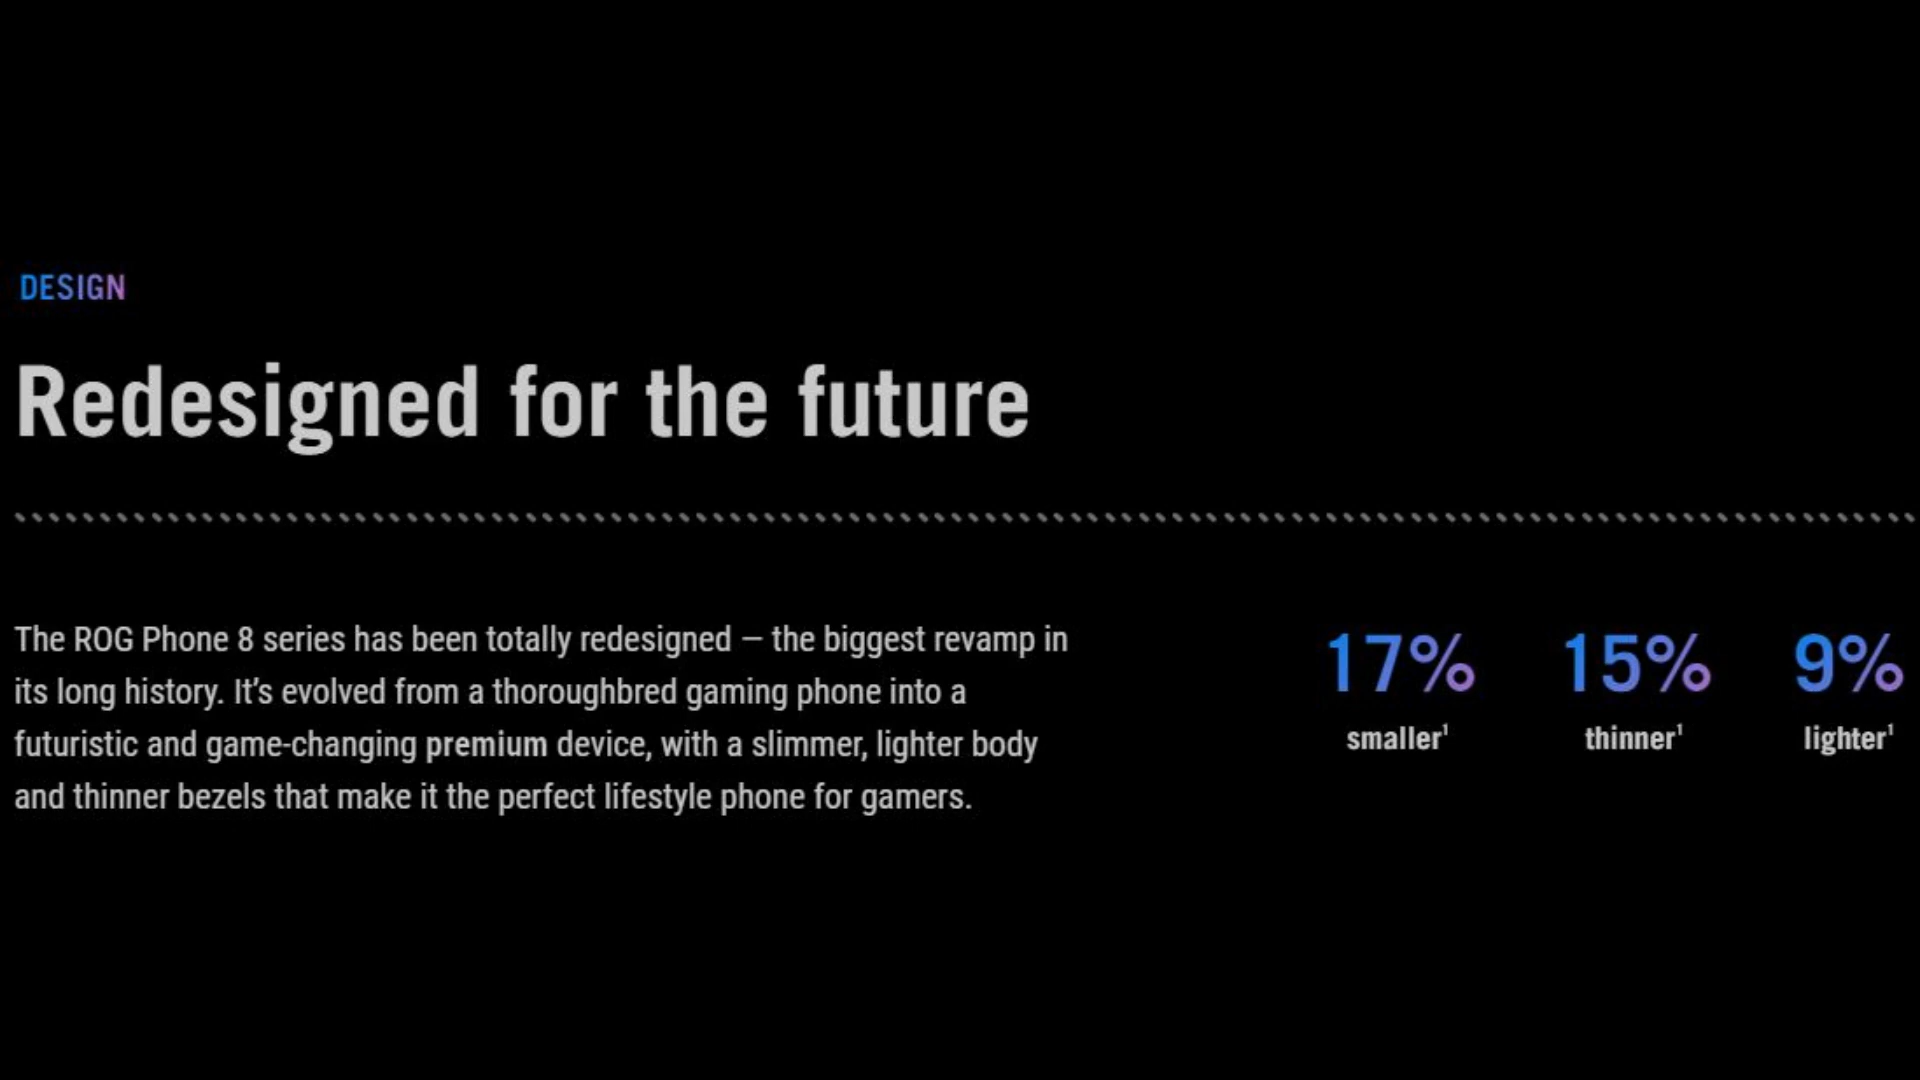 DESIGN
Redesigned for the future
The ROG Phone 8 series has been totally redesigned – the biggest revamp in
its long history. It’s evolved from a thoroughbred gaming phone into a
futuristic and game-changing premium device, with a slimmer, lighter body
and thinner bezels that make it the perfect lifestyle phone for gamers.
17% 15% 9%
smaller¹ thinner¹ lighter¹